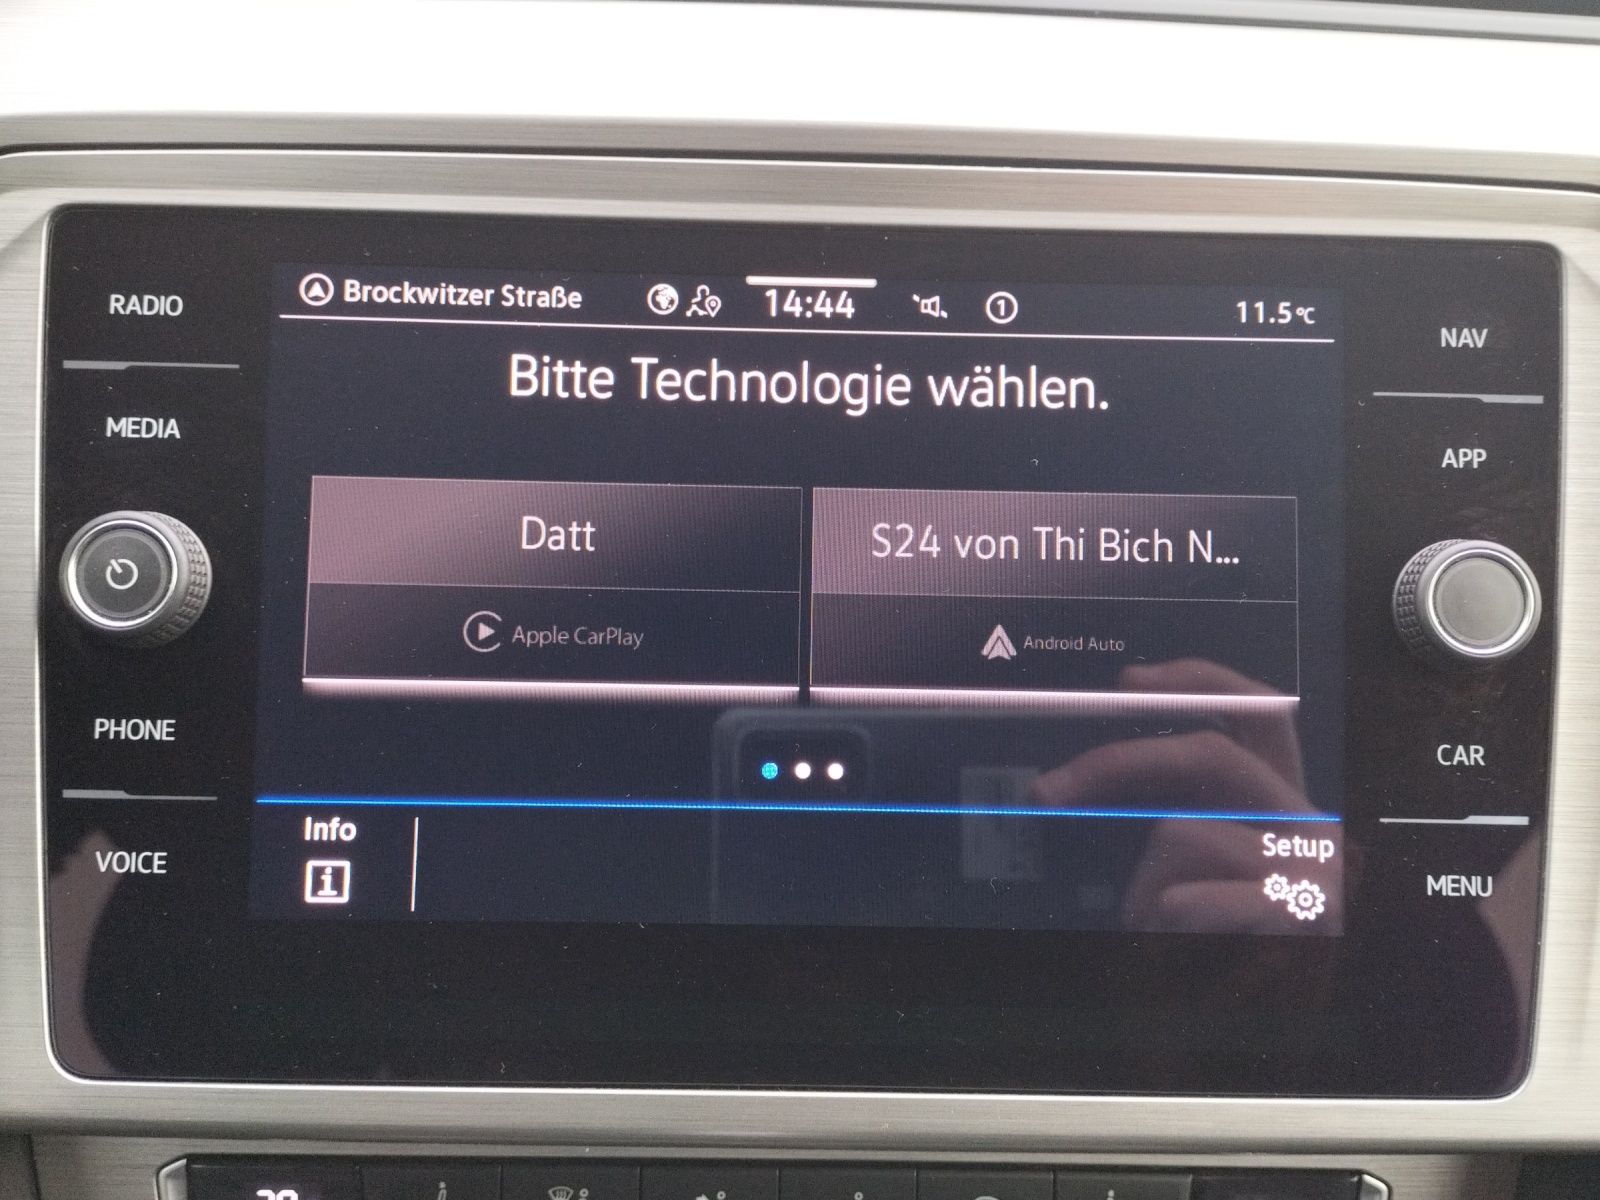 RADIO
MEDIA
PHONE
VOICE
Brockwitzer Straße
14:44
1
11.5°C
Bitte Technologie wählen.
Datt
Apple CarPlay
S24 von Thi Bich N...
Android Auto
Info
i
Setup
NAV
APP
CAR
MENU